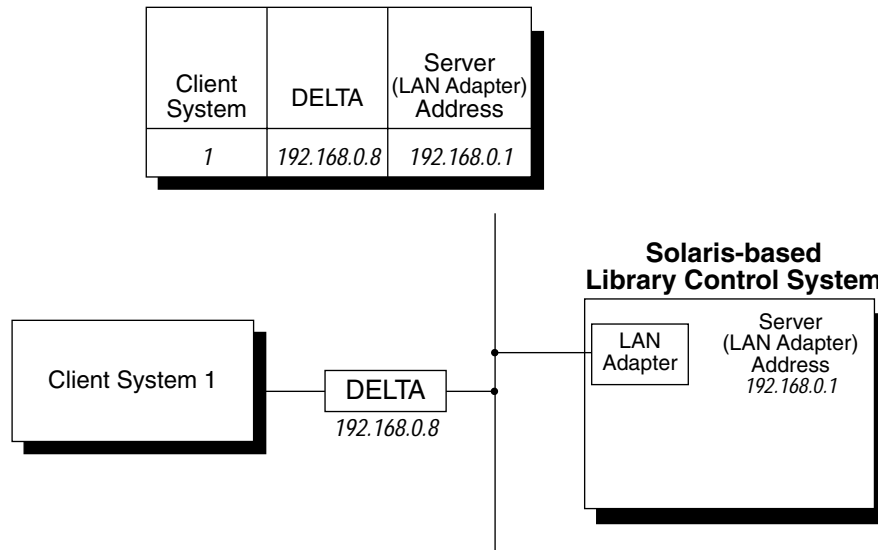 Client
System
DELTA
Server
(LAN Adapter)
Address
1
192.168.0.8
192.168.0.1
Solaris-based
Library Control System
Client System 1
DELTA
192.168.0.8
LAN
Adapter
Server
(LAN Adapter)
Address
192.168.0.1